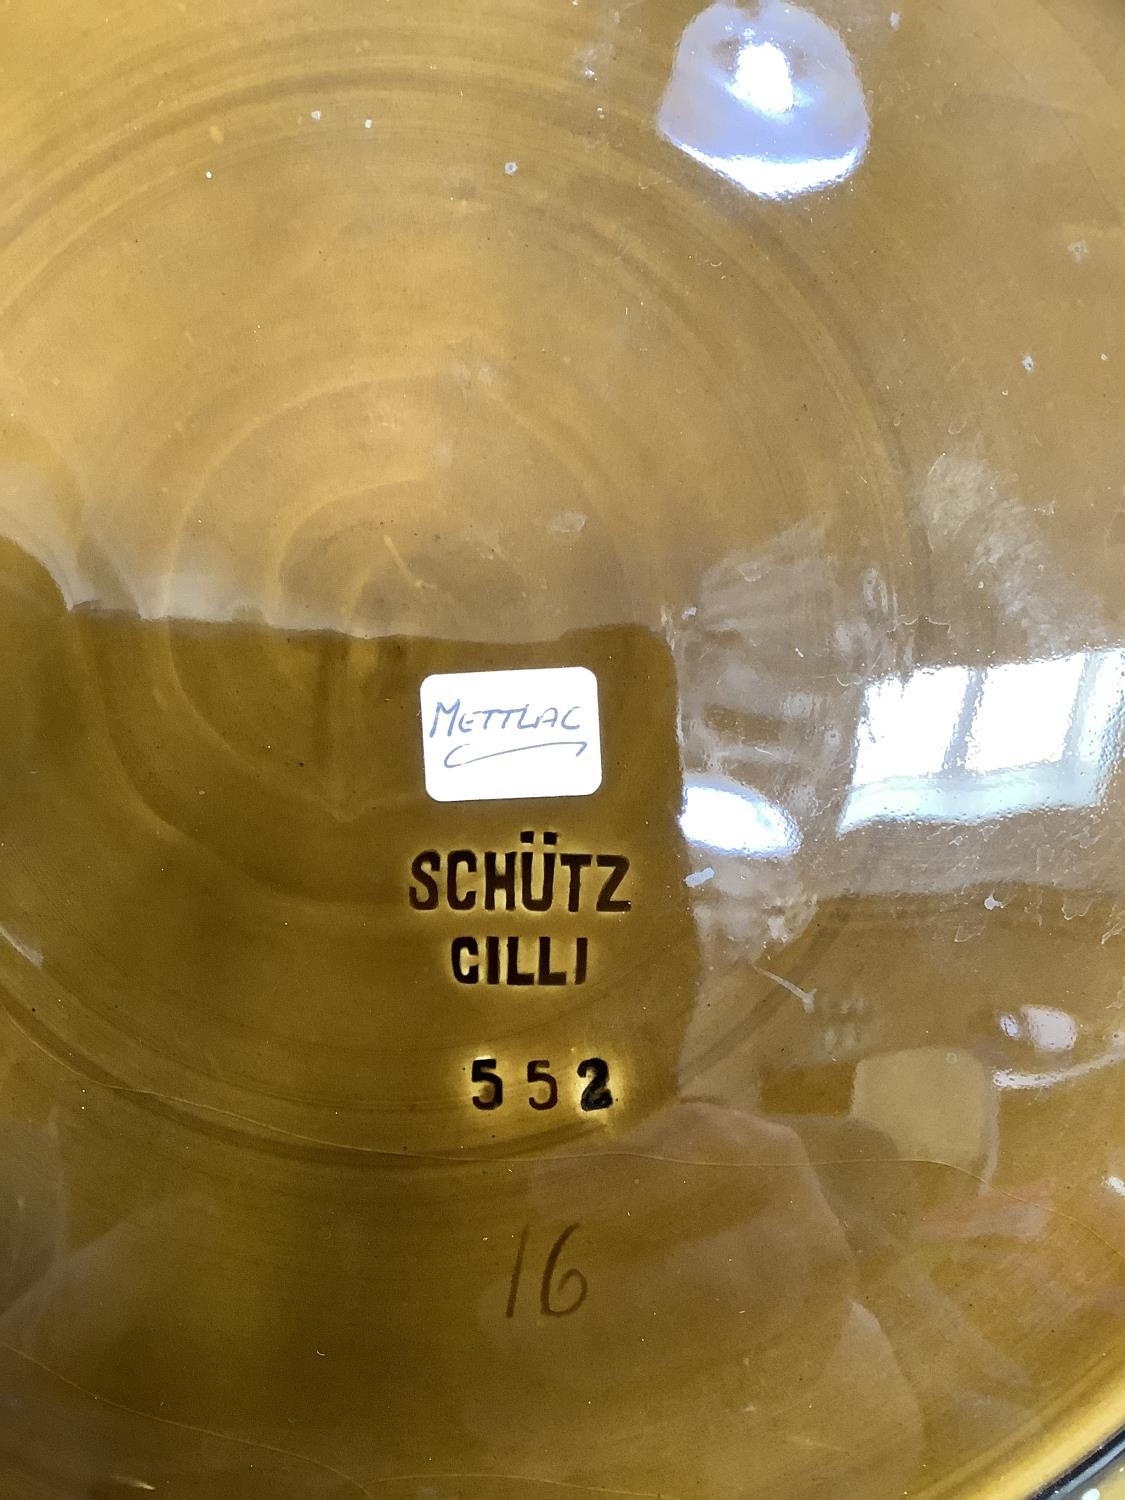 METTLAC
SCHÜTZ
CILLI
552
16